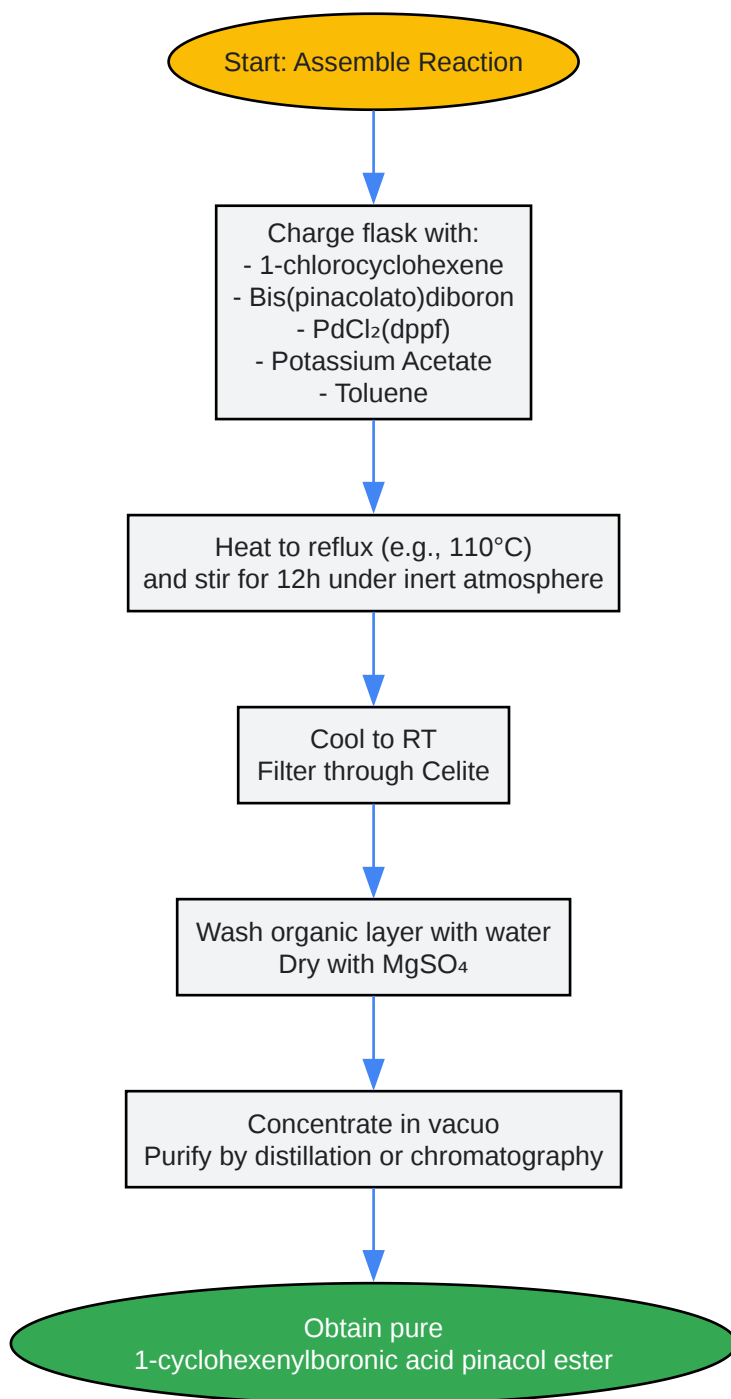 Start: Assemble Reaction
Charge flask with:
- 1-chlorocyclohexene
- Bis(pinacolato)diboron
- PdCl₂(dppf)
- Potassium Acetate
- Toluene
Heat to reflux (e.g., 110°C)
and stir for 12h under inert atmosphere
Cool to RT
Filter through Celite
Wash organic layer with water
Dry with MgSO₄
Concentrate in vacuo
Purify by distillation or chromatography
Obtain pure
1-cyclohexenylboronic acid pinacol ester